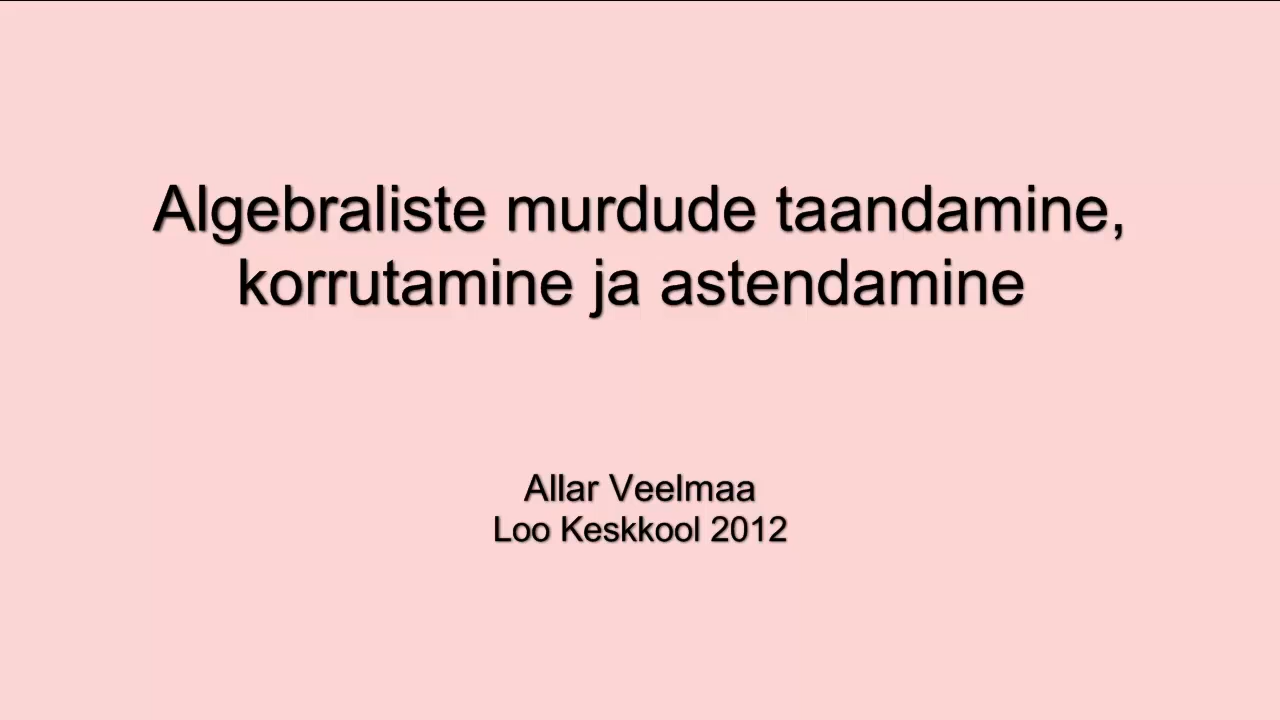 Algebraliste murdude taandamine,
korrutamine ja astendamine
Allar Veelmaa
Loo Keskkool 2012